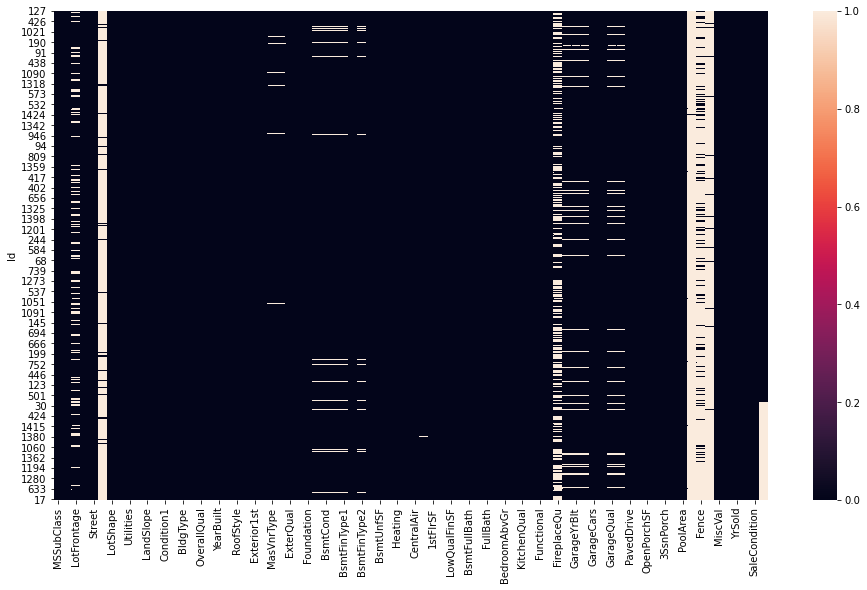 Id
127
426
1021
190
91
438
1090
1318
573
532
1424
1342
946
94
809
1359
417
402
656
1325
1398
1201
244
584
68
739
1273
537
1051
1091
145
694
666
199
752
446
123
501
30
424
1415
1380
1060
1362
1194
1280
633
17
MSSubClass
LotFrontage
Street
LotShape
Utilities
LandSlope
Condition1
BldgType
OverallQual
YearBuilt
RoofStyle
Exterior1st
MasVnrType
ExterQual
Foundation
BsmtCond
BsmtFinType1
BsmtFinType2
BsmtUnfSF
Heating
CentralAir
1stFlrSF
LowQualFinSF
BsmtFullBath
FullBath
BedroomAbvGr
KitchenQual
Functional
FireplaceQu
GarageYrBlt
GarageCars
GarageQual
PavedDrive
OpenPorchSF
3SsnPorch
PoolArea
Fence
MiscVal
YrSold
SaleCondition
1.0
0.8
0.6
0.4
0.2
0.0